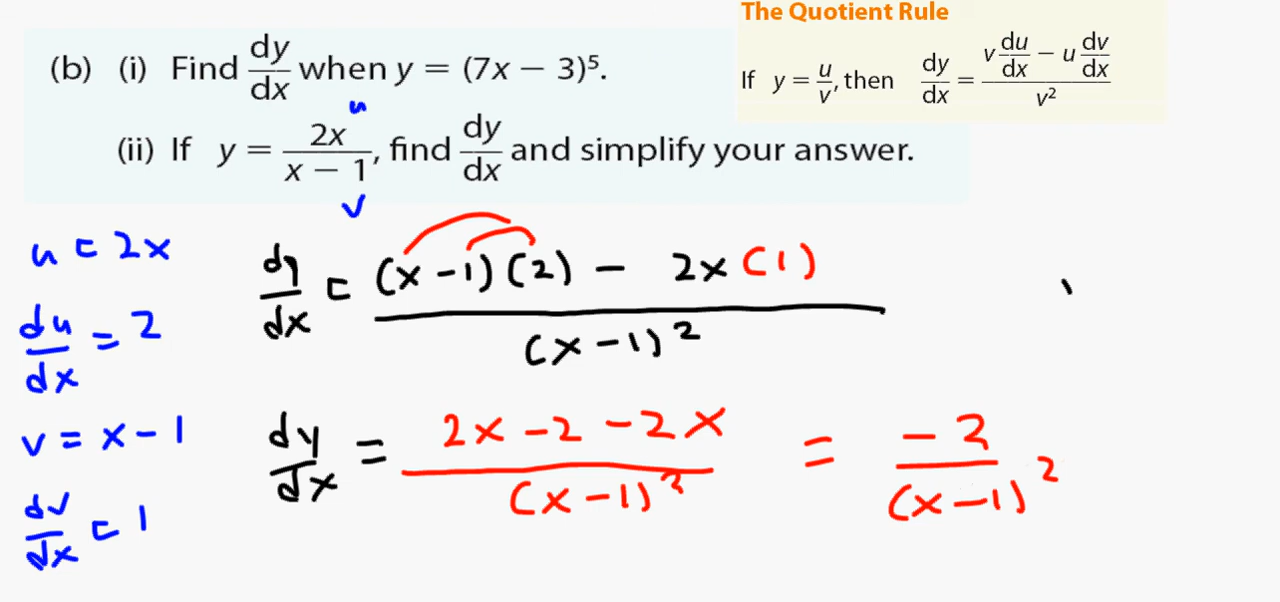 The Quotient Rule
If y = u/v, then dy/dx = (v du/dx − u dv/dx)/v²
(b) (i) Find dy/dx when y = (7x − 3)⁵.
u
(ii) If y = 2x/(x − 1), find dy/dx and simplify your answer.
v
u = 2x
du/dx = 2
v = x − 1
dv/dx = 1
dy/dx = ((x − 1)(2) − 2x(1))/(x − 1)²
dy/dx = (2x − 2 − 2x)/(x − 1)² = −2/(x − 1)²